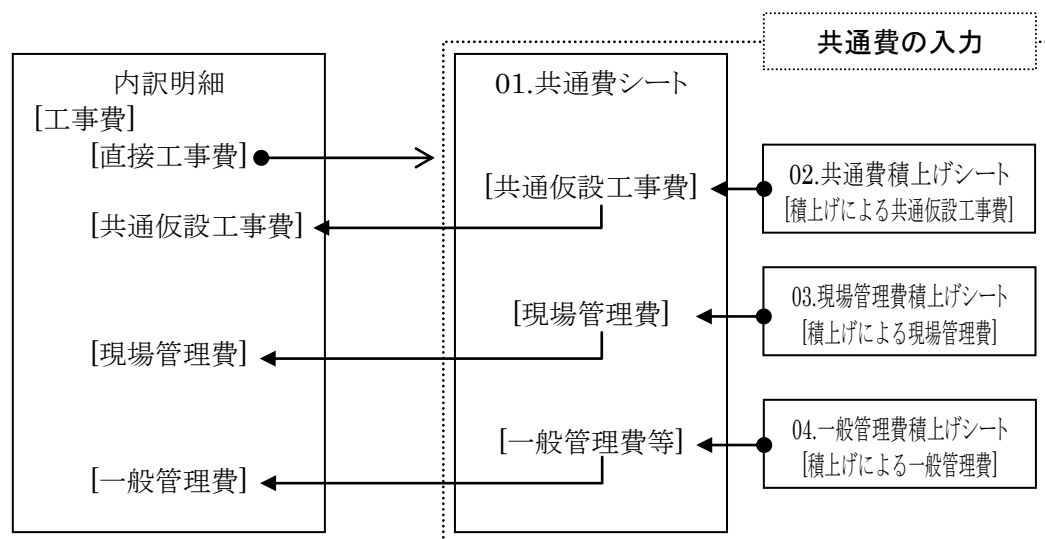 共通費の入力
内訳明細
[工事費]
[直接工事費]
[共通仮設工事費]
[現場管理費]
[一般管理費]
01.共通費シート
[共通仮設工事費]
[現場管理費]
[一般管理費等]
02.共通費積上げシート
[積上げによる共通仮設工事費]
03.現場管理費積上げシート
[積上げによる現場管理費]
04.一般管理費積上げシート
[積上げによる一般管理費]